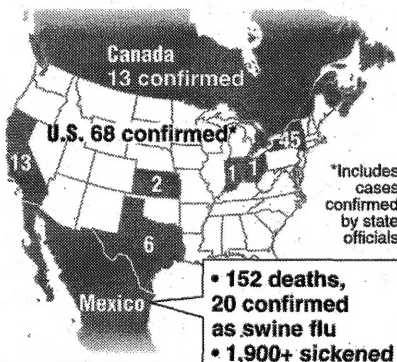 Canada
13 confirmed
U.S. 68 confirmed*
45
13
2
1
1
6
*Includes
cases
confirmed
by state
officials
Mexico
• 152 deaths,
20 confirmed
as swine flu
• 1,900+ sickened